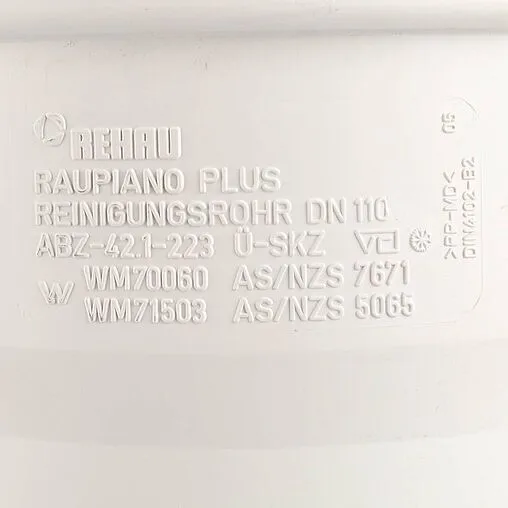 REHAU
RAUPIANO PLUS
REINIGUNGSROHR DN 110
ABZ-42.1-223 Ü-SKZ
WM70060 AS/NZS 7671
WM71503 AS/NZS 5065
05
>PP-MD<
DIN4102-B2